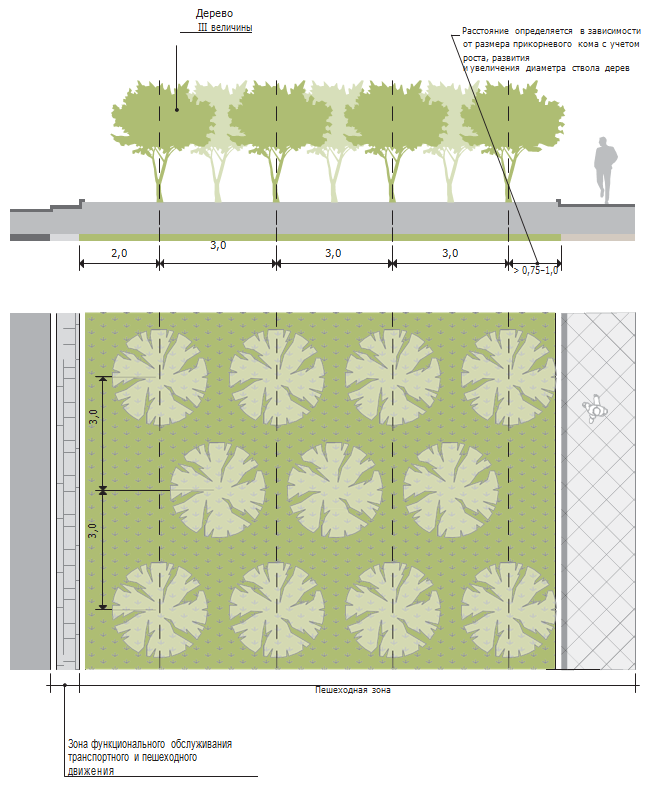 Дерево
III величины
Расстояние определяется в зависимости
от размера прикорневого кома с учетом
роста, развития
и увеличения диаметра ствола дерев
2,0
3,0
3,0
3,0
> 0,75-1,0
3,0
3,0
Пешеходная зона
Зона функционального обслуживания
транспортного и пешеходного
движения